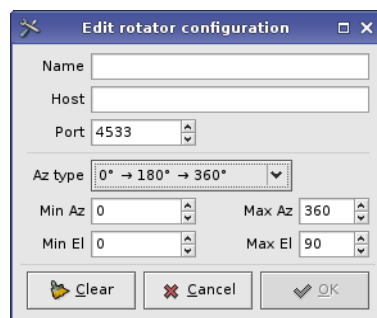 Edit rotator configuration
Name
Host
Port 4533
Az type 0° → 180° → 360°
Min Az 0 Max Az 360
Min El 0 Max El 90
Clear Cancel OK